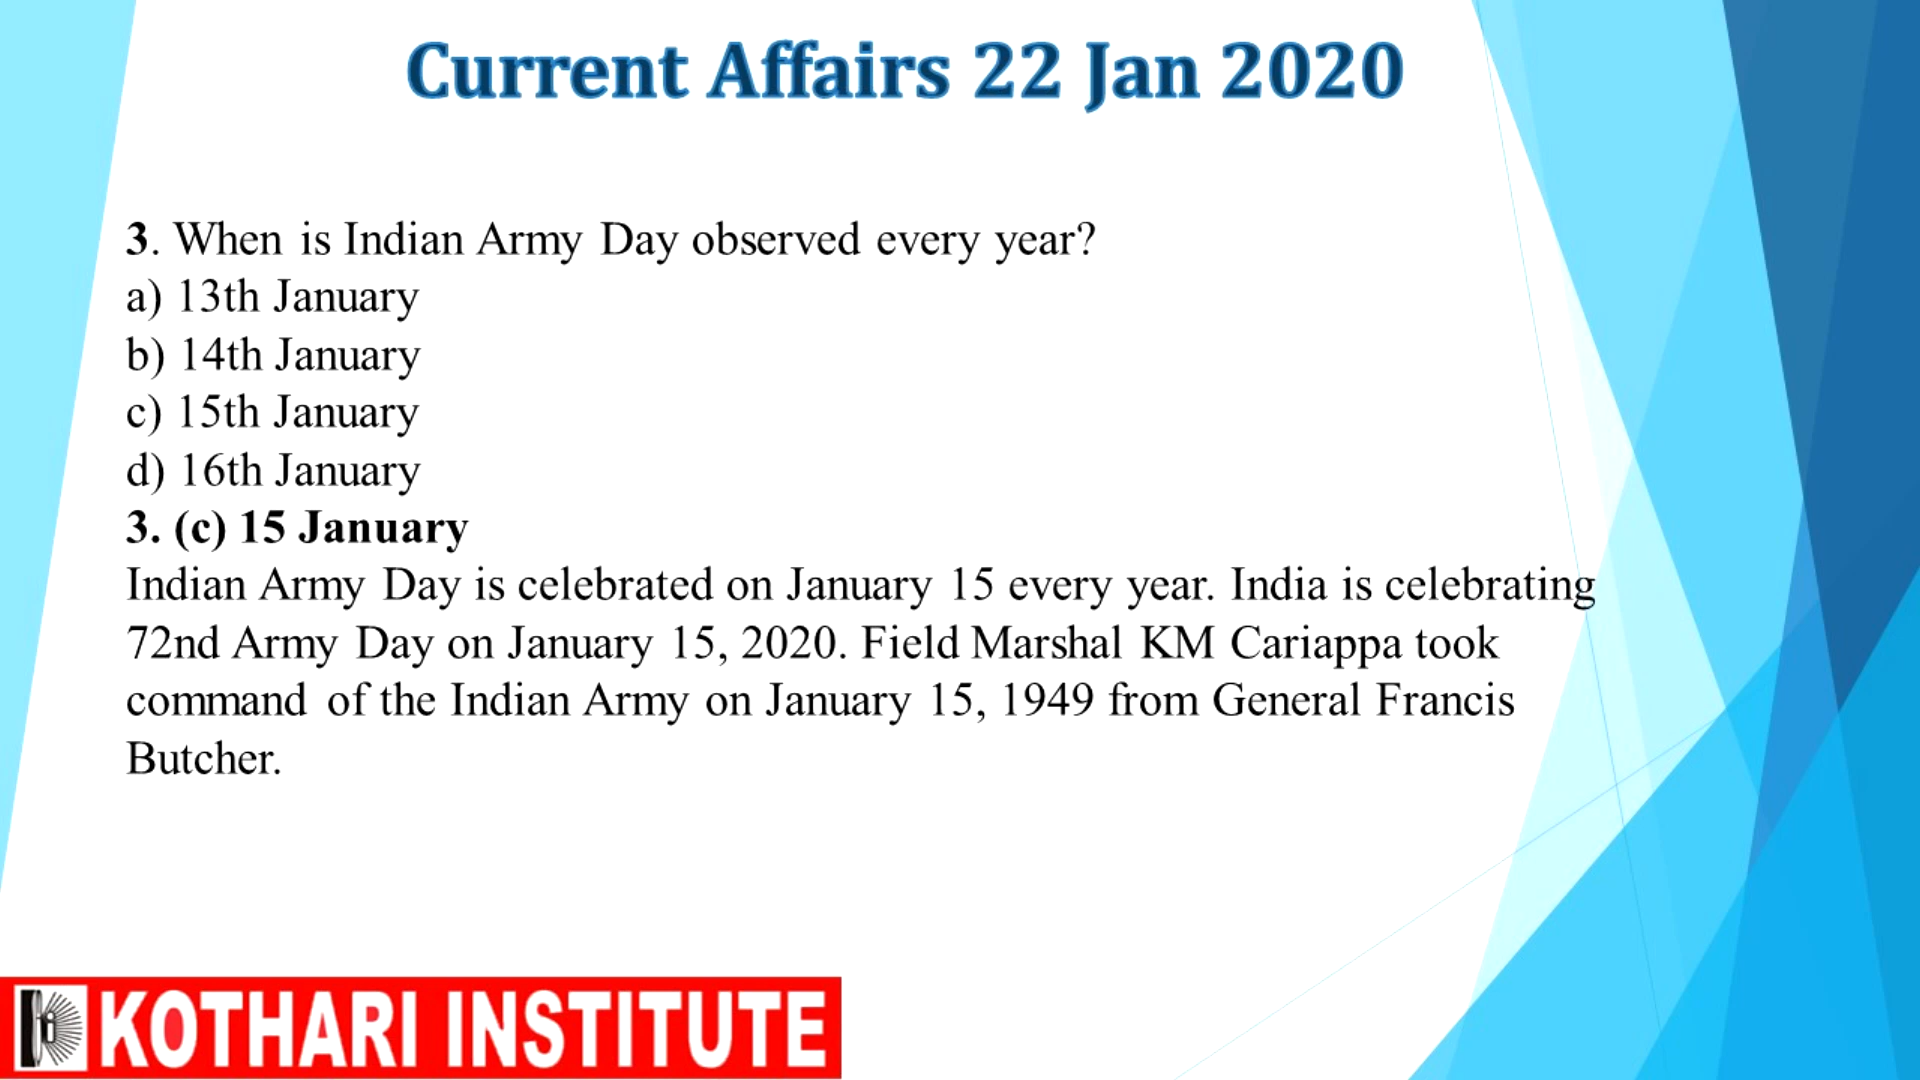 Current Affairs 22 Jan 2020
3. When is Indian Army Day observed every year?
a) 13th January
b) 14th January
c) 15th January
d) 16th January
3. (c) 15 January
Indian Army Day is celebrated on January 15 every year. India is celebrating
72nd Army Day on January 15, 2020. Field Marshal KM Cariappa took
command of the Indian Army on January 15, 1949 from General Francis
Butcher.
KOTHARI INSTITUTE